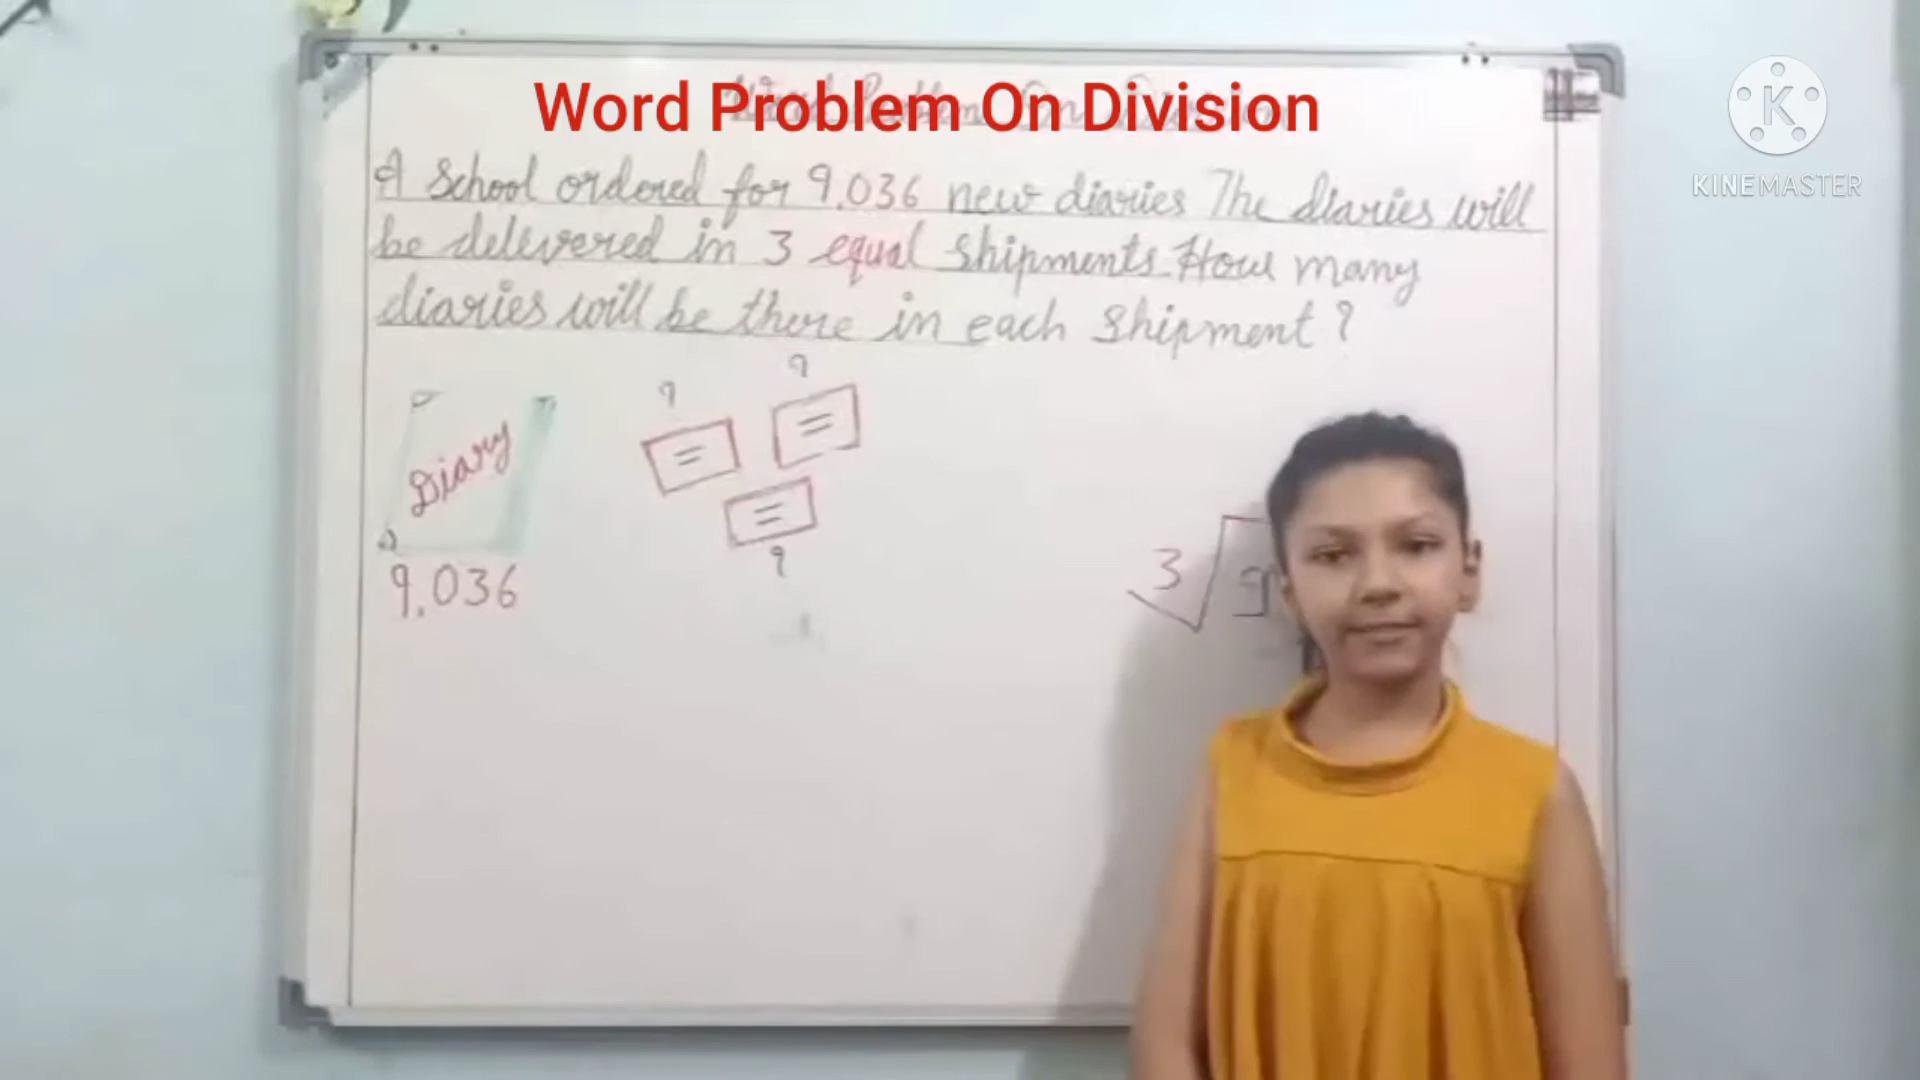 Word Problem On Division
KINEMASTER
A School ordered for 9.036 new diaries The diaries will
be delevered in 3 equal shipments How many
diaries will be there in each shipment ?
? ?
Diary
?
9.036
3 9